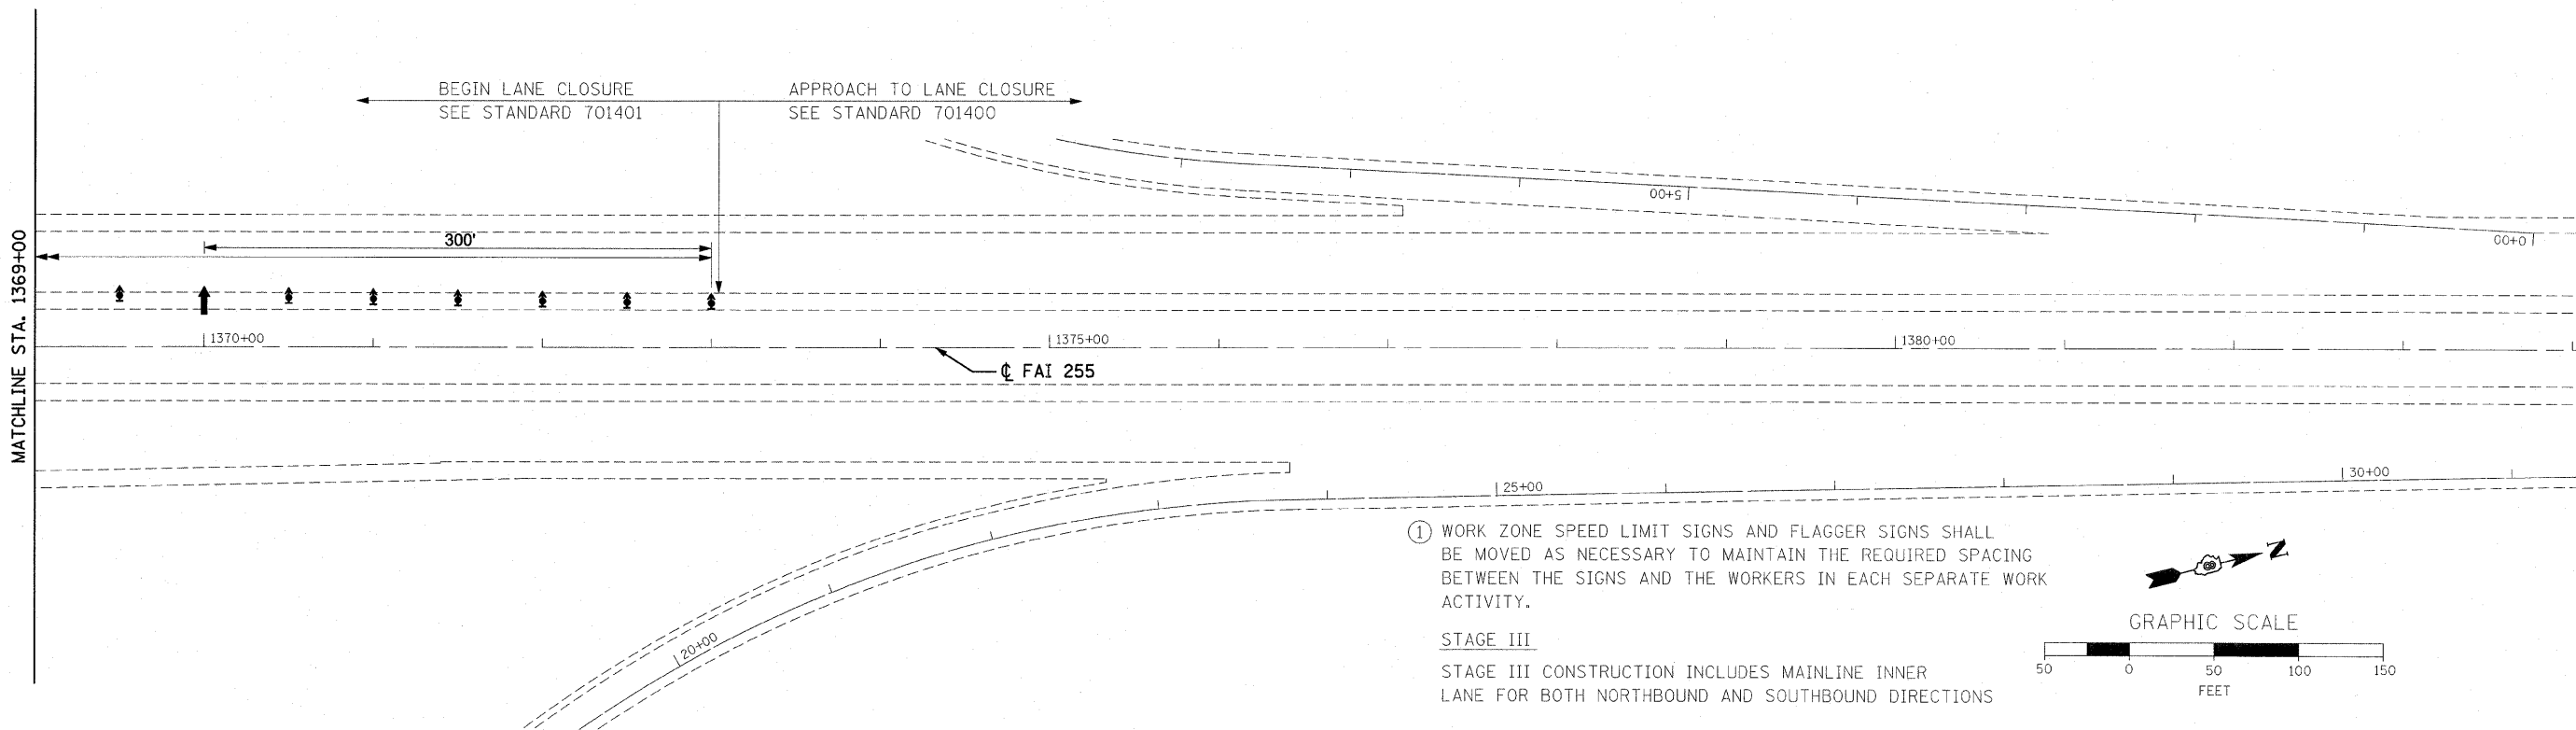 BEGIN LANE CLOSURE
SEE STANDARD 701401
APPROACH TO LANE CLOSURE
SEE STANDARD 701400
MATCHLINE STA. 1369+00
300'
5+00
0+00
1370+00
1375+00
1380+00
℄ FAI 255
20+00
25+00
30+00
① WORK ZONE SPEED LIMIT SIGNS AND FLAGGER SIGNS SHALL
BE MOVED AS NECESSARY TO MAINTAIN THE REQUIRED SPACING
BETWEEN THE SIGNS AND THE WORKERS IN EACH SEPARATE WORK
ACTIVITY.
STAGE III
STAGE III CONSTRUCTION INCLUDES MAINLINE INNER
LANE FOR BOTH NORTHBOUND AND SOUTHBOUND DIRECTIONS
N
GRAPHIC SCALE
50 0 50 100 150
FEET